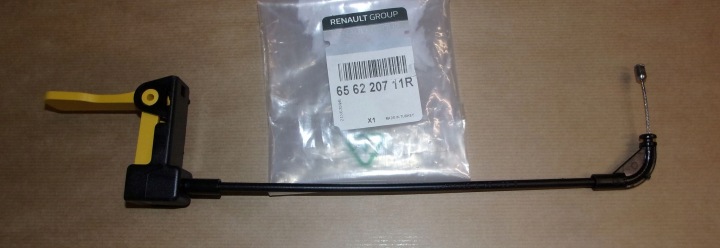 RENAULT GROUP
65 62 207 11R
X1